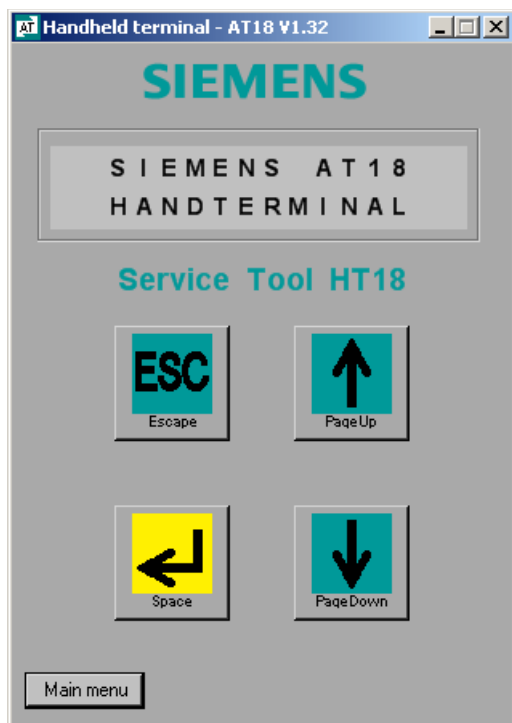 Handheld terminal - AT18 V1.32
SIEMENS
SIEMENS AT18
HANDTERMINAL
Service Tool HT18
ESC
Escape
PageUp
Space
PageDown
Main menu